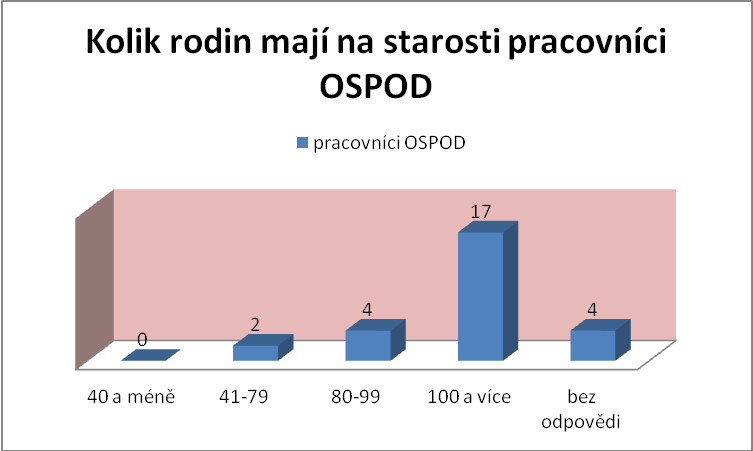 Kolik rodin mají na starosti pracovníci
OSPOD
pracovníci OSPOD
0
2
4
17
4
40 a méně
41-79
80-99
100 a více
bez
odpovědi